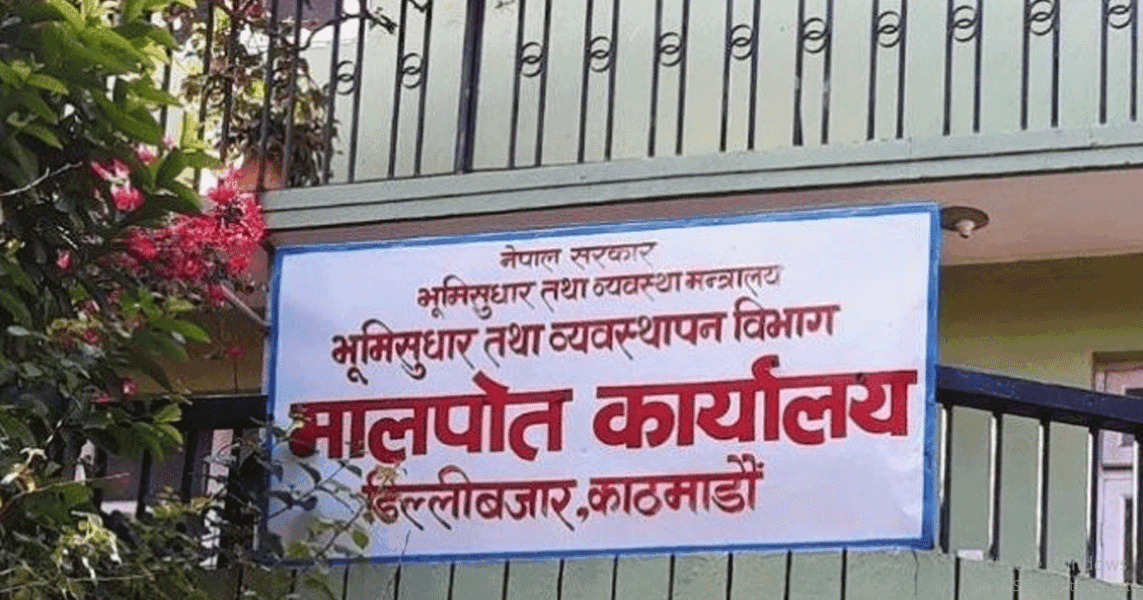 नेपाल सरकार
भूमिसुधार तथा व्यवस्था मन्त्रालय
भूमिसुधार तथा व्यवस्थापन विभाग
मालपोत कार्यालय
डिल्लीबजार,काठमाडौं